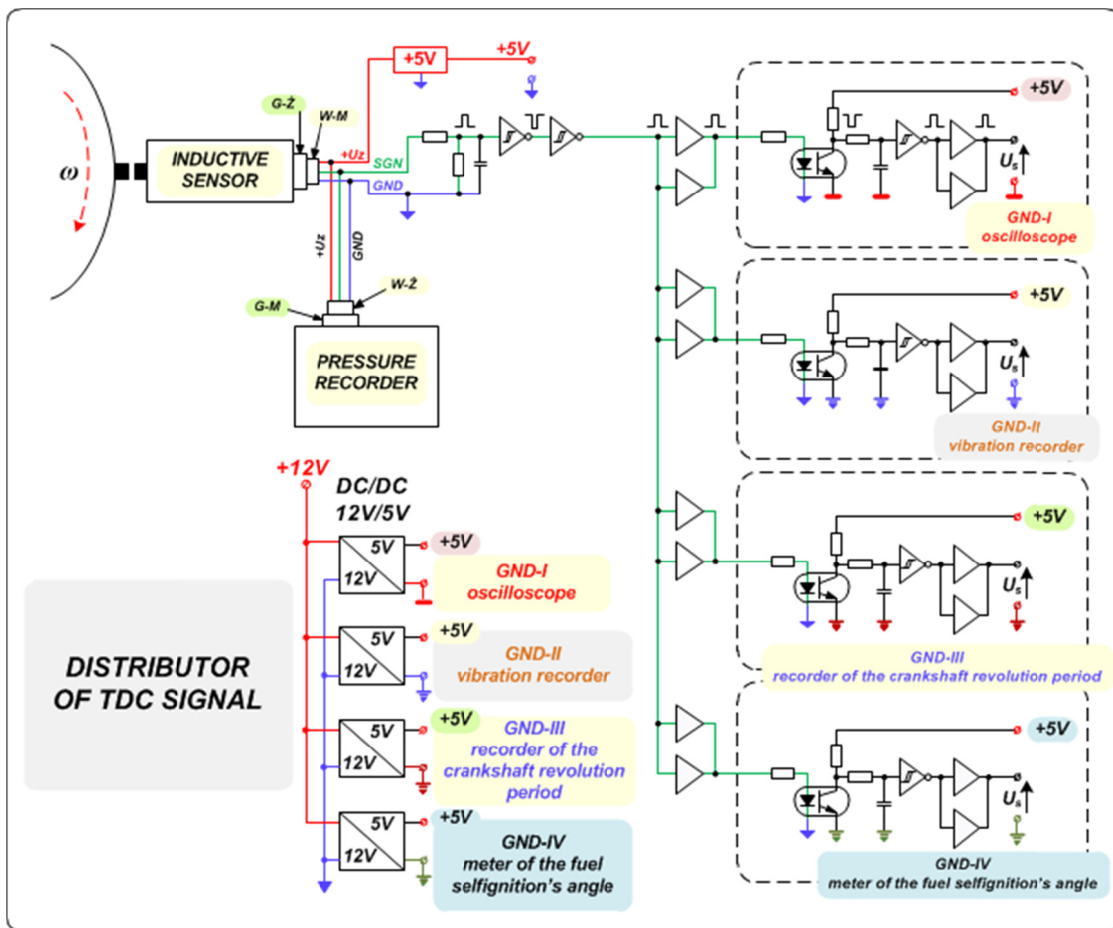 +5V
+5V
G-Ż
W-M
ω
INDUCTIVE
SENSOR
+Uz
SGN
GND
+Uz
GND
G-M
W-Ż
PRESSURE
RECORDER
+5V
Us
GND-I
oscilloscope
+5V
Us
GND-II
vibration recorder
+5V
Us
GND-III
recorder of the crankshaft revolution period
+5V
Us
GND-IV
meter of the fuel selfignition's angle
+12V
DC/DC
12V/5V
5V
12V
+5V
GND-I
oscilloscope
5V
12V
+5V
GND-II
vibration recorder
5V
12V
+5V
GND-III
recorder of the
crankshaft revolution
period
5V
12V
+5V
GND-IV
meter of the fuel
selfignition's angle
DISTRIBUTOR
OF TDC SIGNAL